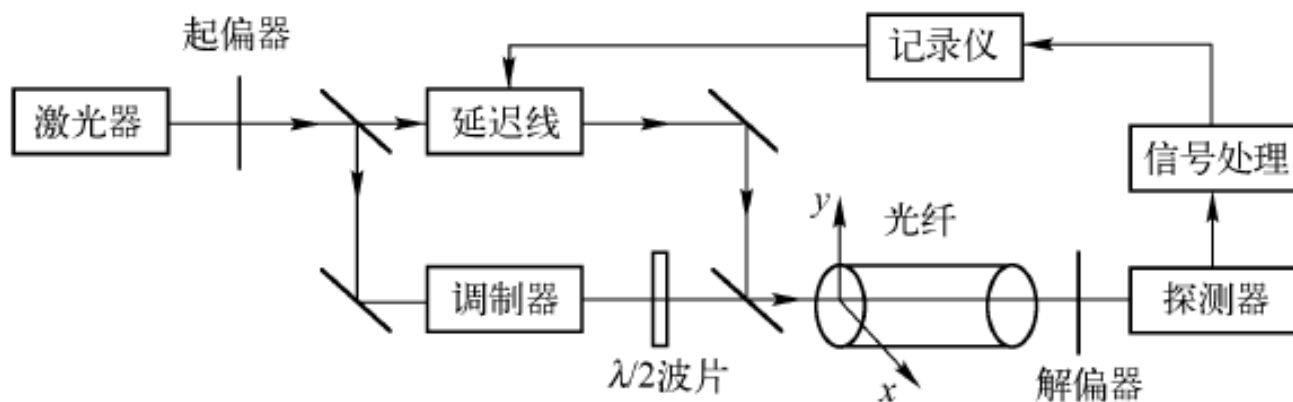 起偏器
记录仪
激光器
延迟线
信号处理
y
光纤
调制器
探测器
λ/2波片
x
解偏器